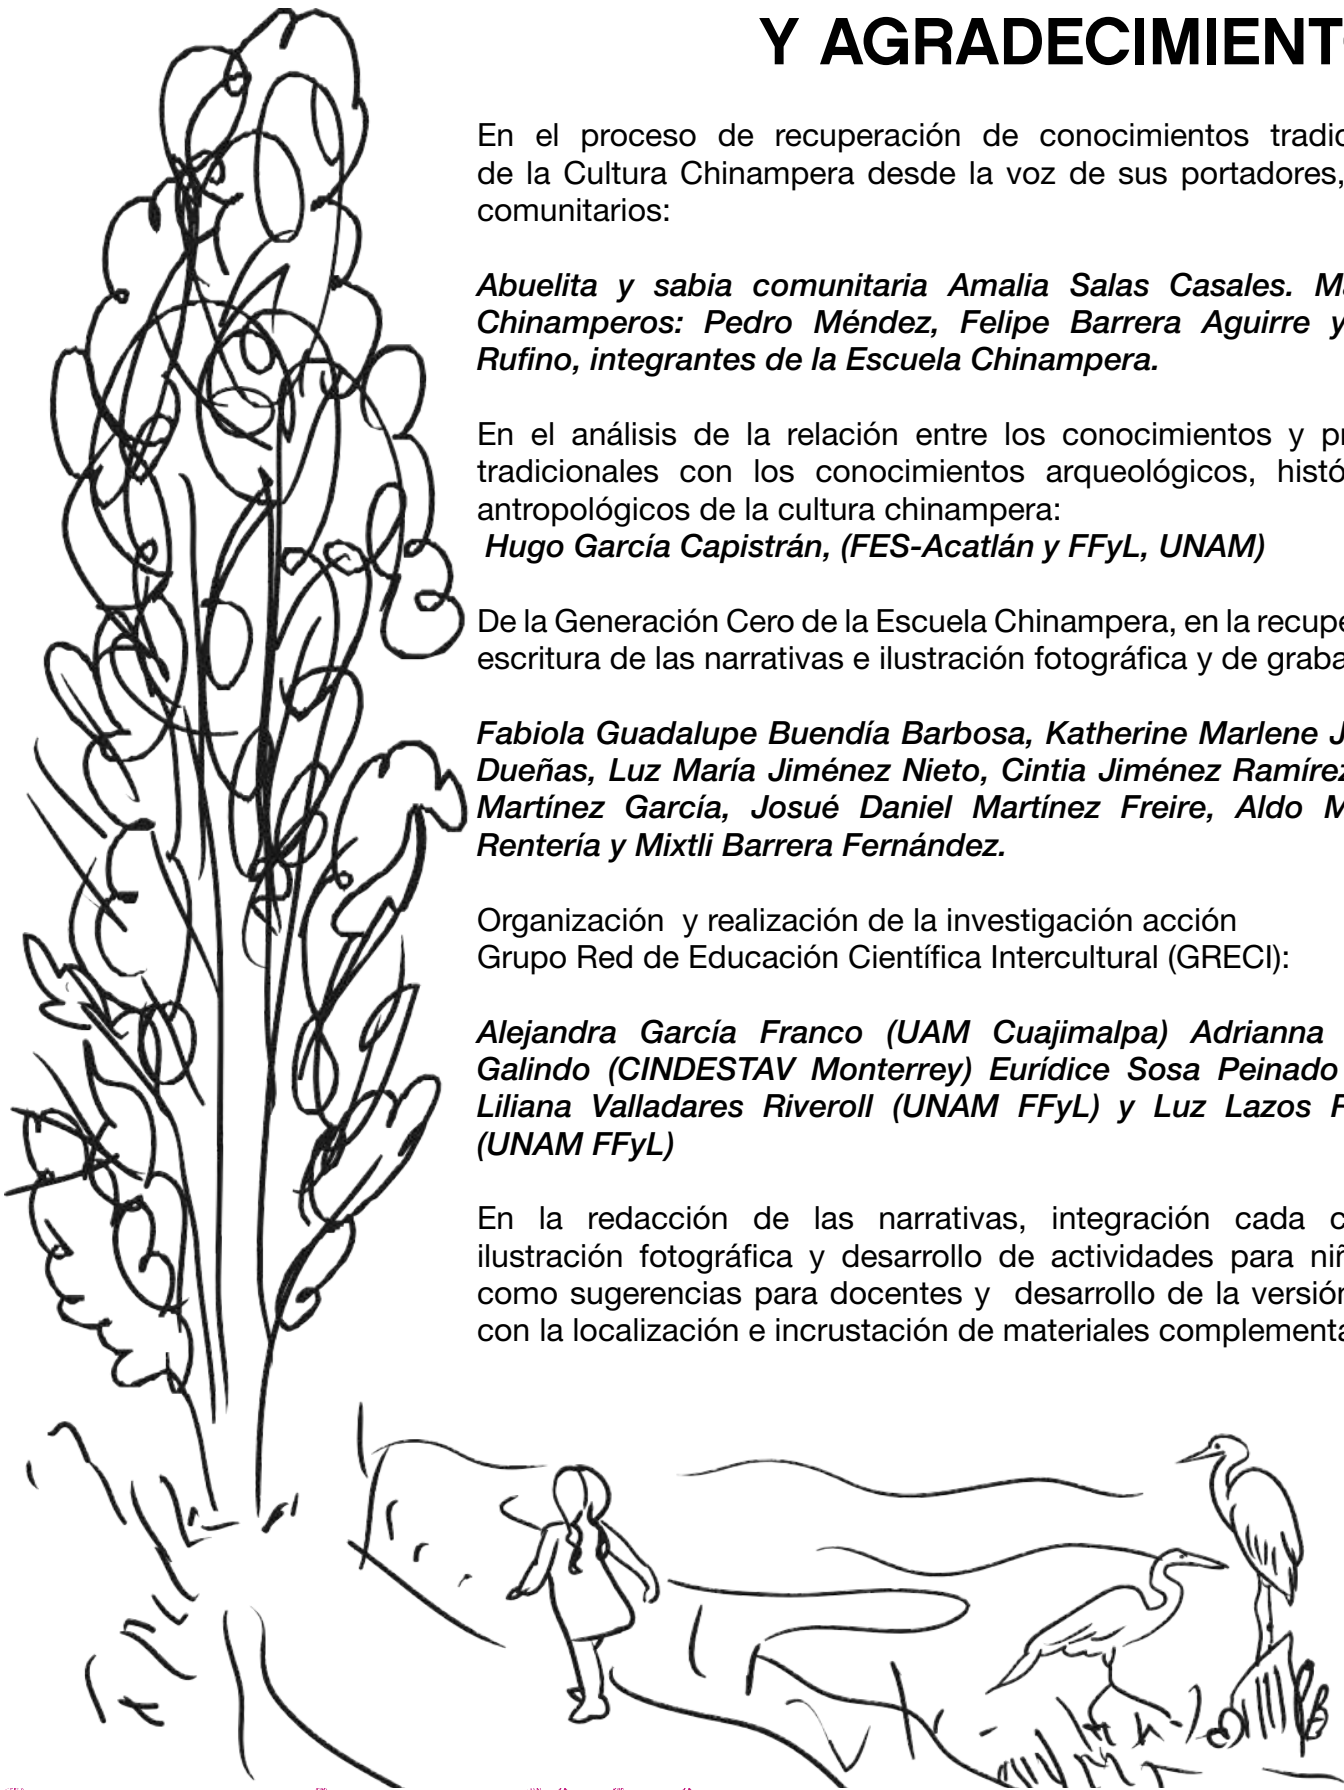 Y AGRADECIMIENTO
En el proceso de recuperación de conocimientos tradic
de la Cultura Chinampera desde la voz de sus portadores,
comunitarios:
Abuelita y sabia comunitaria Amalia Salas Casales. Ma
Chinamperos: Pedro Méndez, Felipe Barrera Aguirre y
Rufino, integrantes de la Escuela Chinampera.
En el análisis de la relación entre los conocimientos y pr
tradicionales con los conocimientos arqueológicos, histó
antropológicos de la cultura chinampera:
Hugo García Capistrán, (FES-Acatlán y FFyL, UNAM)
De la Generación Cero de la Escuela Chinampera, en la recupe
escritura de las narrativas e ilustración fotográfica y de graba
Fabiola Guadalupe Buendía Barbosa, Katherine Marlene J
Dueñas, Luz María Jiménez Nieto, Cintia Jiménez Ramírez
Martínez García, Josué Daniel Martínez Freire, Aldo M
Rentería y Mixtli Barrera Fernández.
Organización y realización de la investigación acción
Grupo Red de Educación Científica Intercultural (GRECI):
Alejandra García Franco (UAM Cuajimalpa) Adrianna
Galindo (CINDESTAV Monterrey) Eurídice Sosa Peinado
Liliana Valladares Riveroll (UNAM FFyL) y Luz Lazos R
(UNAM FFyL)
En la redacción de las narrativas, integración cada c
ilustración fotográfica y desarrollo de actividades para niñ
como sugerencias para docentes y desarrollo de la versión
con la localización e incrustación de materiales complementa